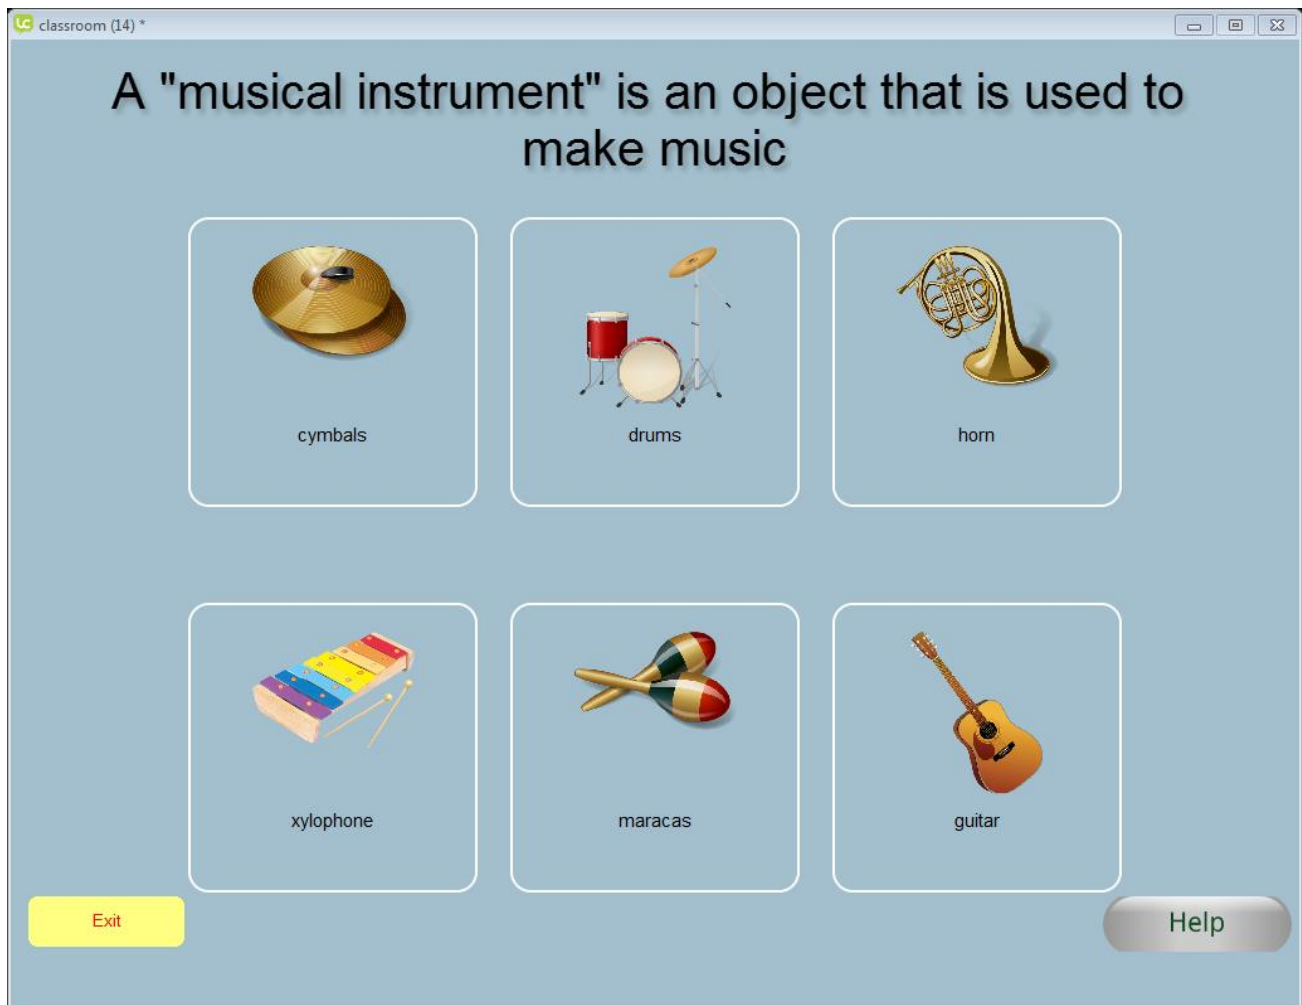 classroom (14) *
A "musical instrument" is an object that is used to
make music
cymbals
drums
horn
xylophone
maracas
guitar
Exit
Help